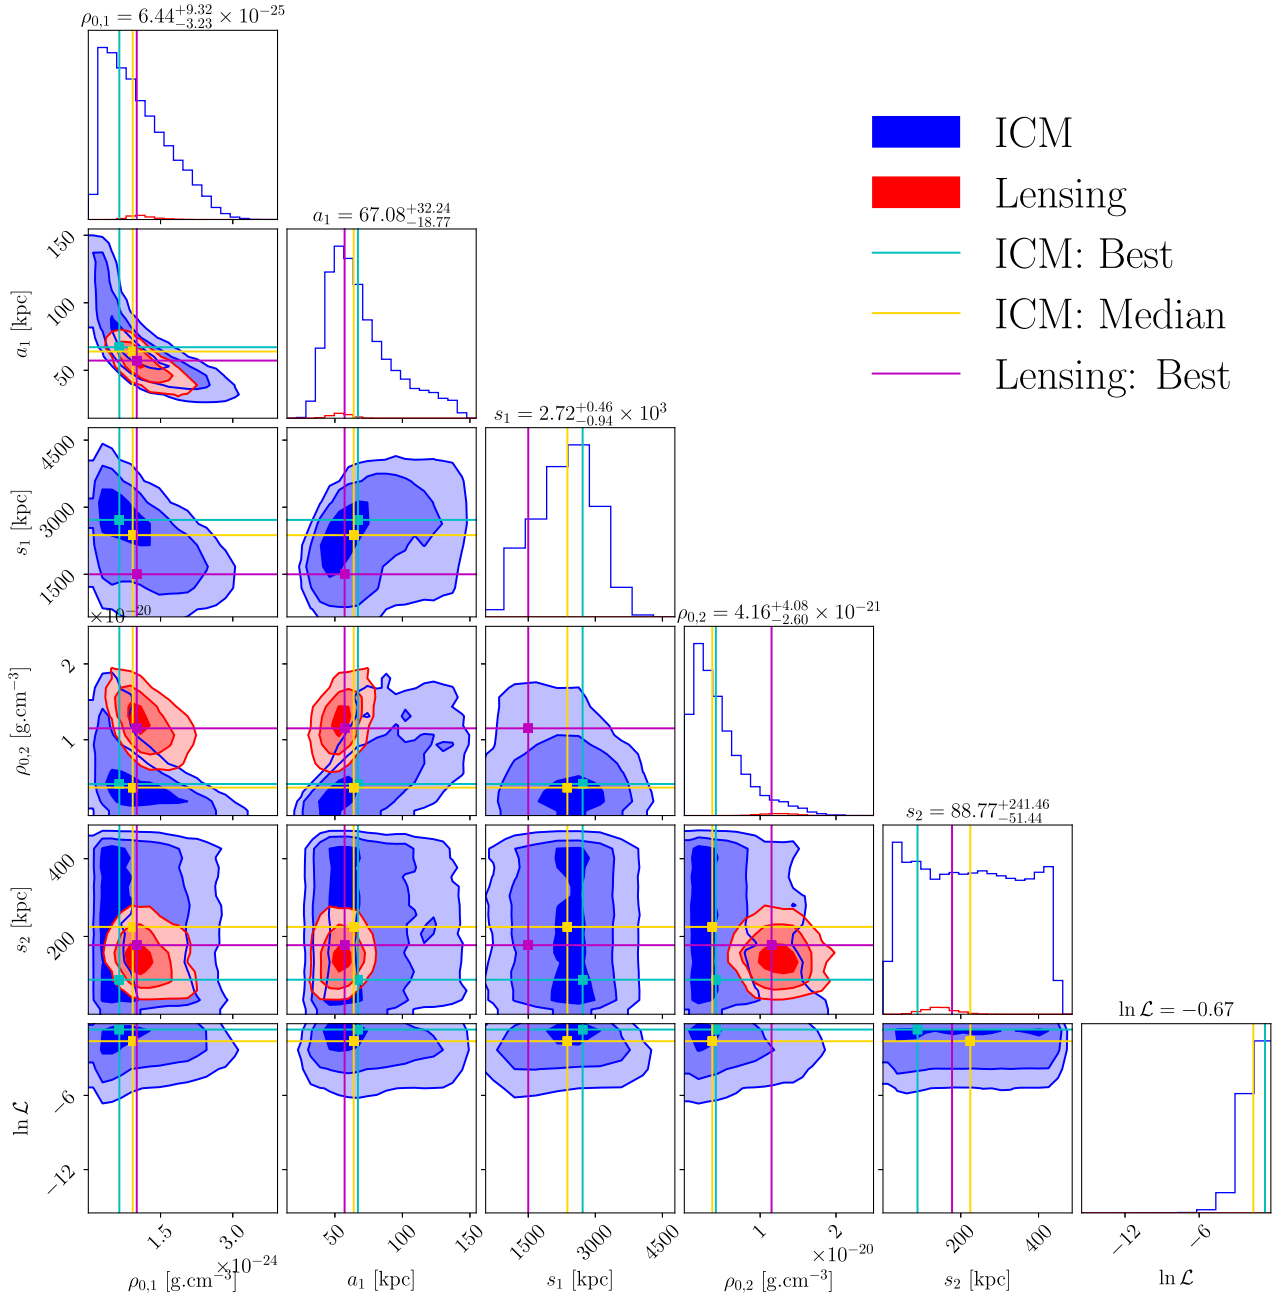 ρ₀,₁ = 6.44⁺⁹·³²₋₃.₂₃ × 10⁻²⁵
ICM
Lensing
ICM: Best
ICM: Median
Lensing: Best
a₁ = 67.08⁺³²·²⁴₋₁₈.₇₇
150
100
50
a₁ [kpc]
s₁ = 2.72⁺⁰·⁴⁶₋₀.₉₄ × 10³
4500
3000
1500
s₁ [kpc]
×10⁻²⁰
ρ₀,₂ = 4.16⁺⁴·⁰⁸₋₂.₆₀ × 10⁻²¹
2
1
ρ₀,₂ [g.cm⁻³]
s₂ = 88.77⁺²⁴¹·⁴⁶₋₅₁.₄₄
400
200
s₂ [kpc]
ln ℒ = −0.67
−6
−12
ln ℒ
1.5 3.0
×10⁻²⁴
ρ₀,₁ [g.cm⁻³]
50 100 150
a₁ [kpc]
1500 3000 4500
s₁ [kpc]
1 2
×10⁻²⁰
ρ₀,₂ [g.cm⁻³]
200 400
s₂ [kpc]
−12 −6
ln ℒ